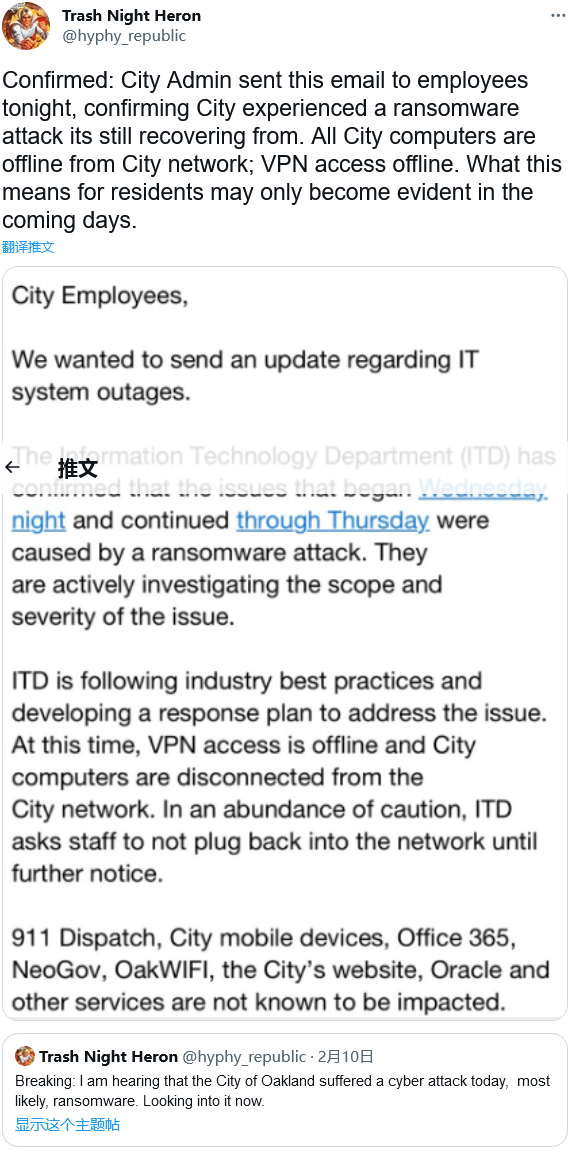 Trash Night Heron
@hyphy_republic
Confirmed: City Admin sent this email to employees
tonight, confirming City experienced a ransomware
attack its still recovering from. All City computers are
offline from City network; VPN access offline. What this
means for residents may only become evident in the
coming days.
翻译推文
City Employees,
We wanted to send an update regarding IT
system outages.
The Information Technology Department (ITD) has
推文
confirmed that the issues that began Wednesday
night and continued through Thursday were
caused by a ransomware attack. They
are actively investigating the scope and
severity of the issue.
ITD is following industry best practices and
developing a response plan to address the issue.
At this time, VPN access is offline and City
computers are disconnected from the
City network. In an abundance of caution, ITD
asks staff to not plug back into the network until
further notice.
911 Dispatch, City mobile devices, Office 365,
NeoGov, OakWIFI, the City's website, Oracle and
other services are not known to be impacted.
Trash Night Heron @hyphy_republic · 2月10日
Breaking: I am hearing that the City of Oakland suffered a cyber attack today, most
likely, ransomware. Looking into it now.
显示这个主题帖